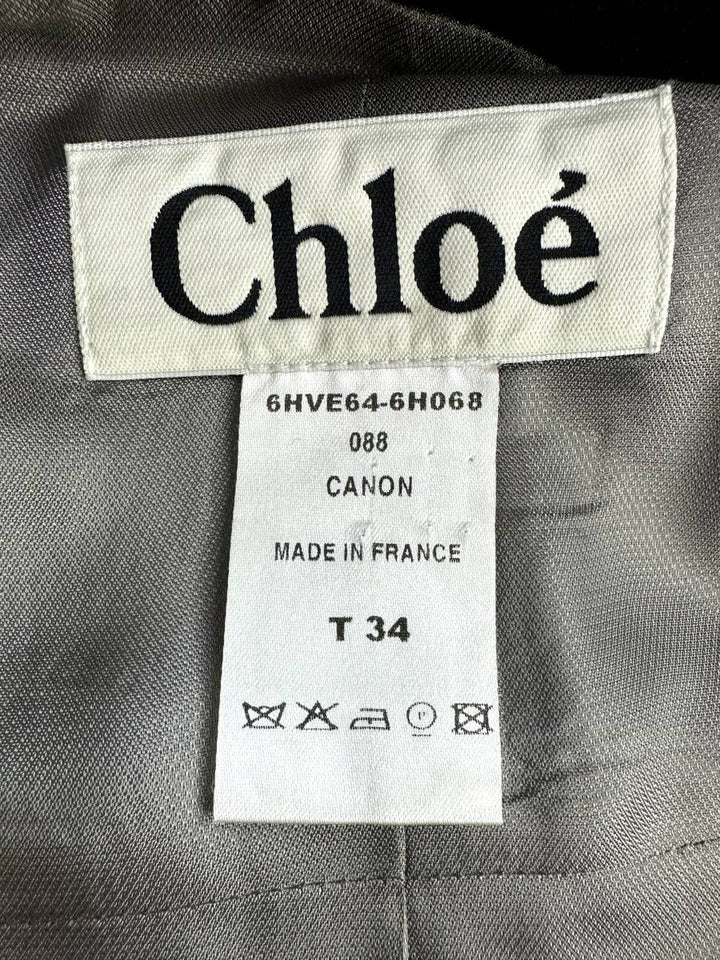 Chloé
6HVE64-6H068
088
CANON
MADE IN FRANCE
T 34
P